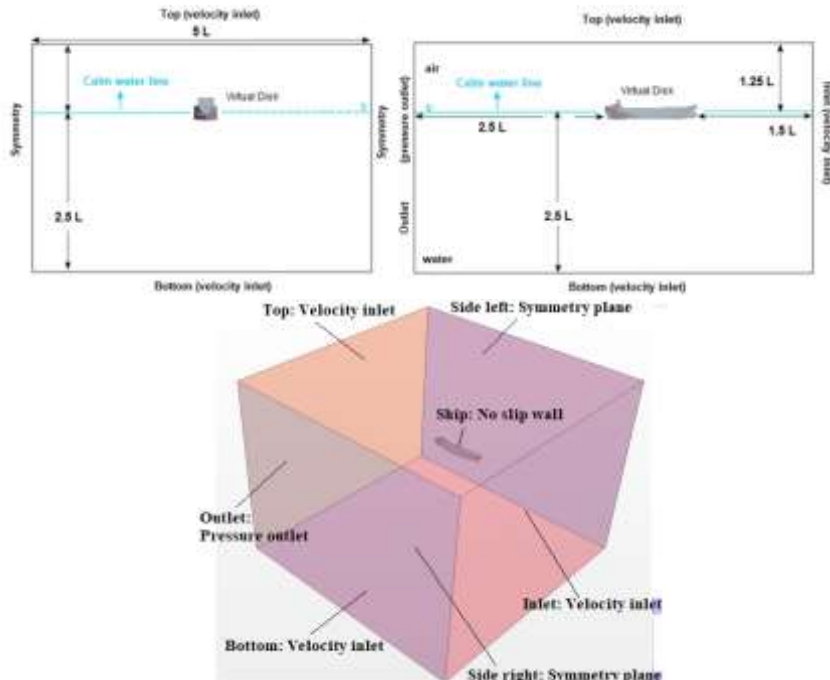 Top (velocity inlet)
5 L
Calm water line
Virtual Disk
Symmetry
Symmetry
2.5 L
Bottom (velocity inlet)
Top (velocity inlet)
air
Calm water line
Virtual Disk
1.25 L
(pressure outlet)
Outlet
2.5 L
1.5 L
Inlet (velocity inlet)
2.5 L
water
Bottom (velocity inlet)
Top: Velocity inlet
Side left: Symmetry plane
Ship: No slip wall
Outlet:
Pressure outlet
Inlet: Velocity inlet
Bottom: Velocity inlet
Side right: Symmetry plane